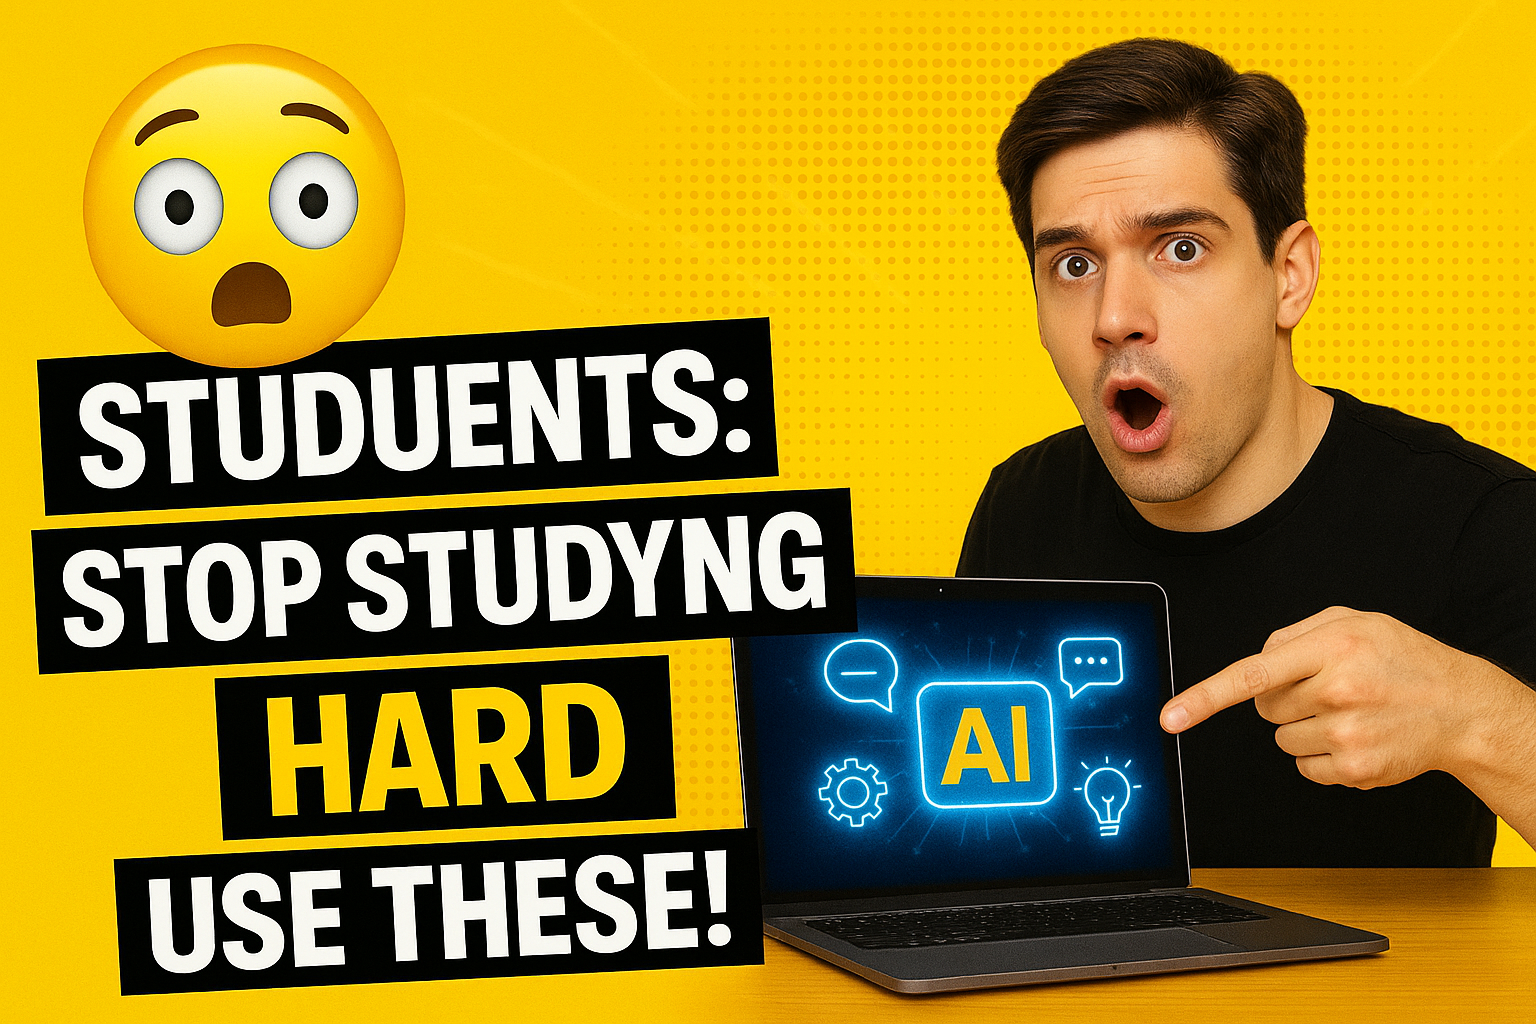 STUDUENTS:
STOP STUDYNG
HARD
USE THESE!
AI